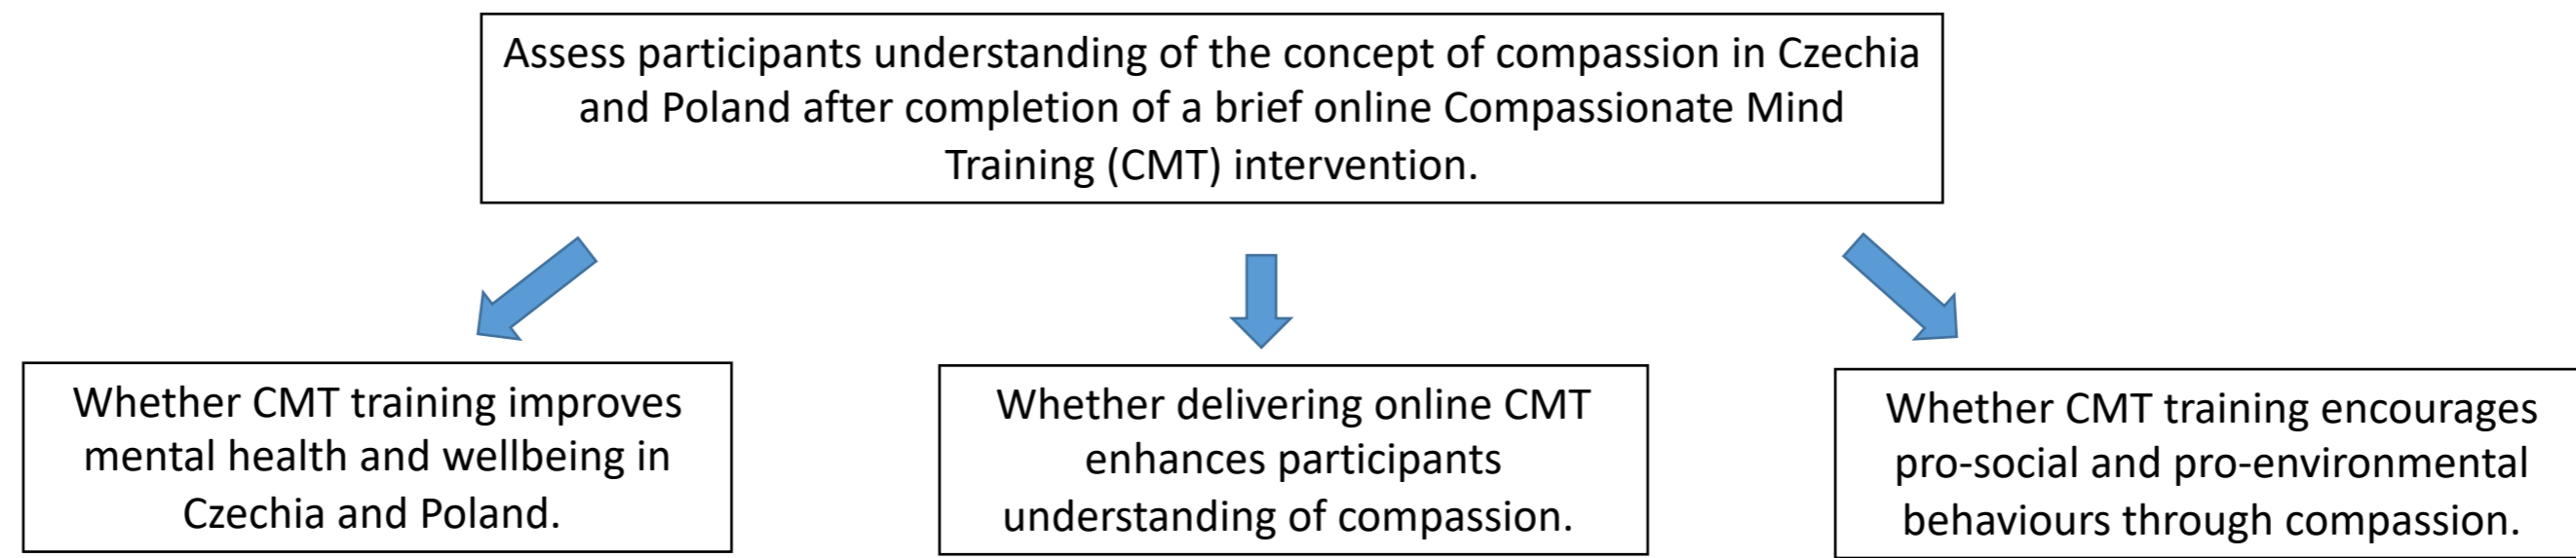 Assess participants understanding of the concept of compassion in Czechia
and Poland after completion of a brief online Compassionate Mind
Training (CMT) intervention.
Whether CMT training improves
mental health and wellbeing in
Czechia and Poland.
Whether delivering online CMT
enhances participants
understanding of compassion.
Whether CMT training encourages
pro-social and pro-environmental
behaviours through compassion.